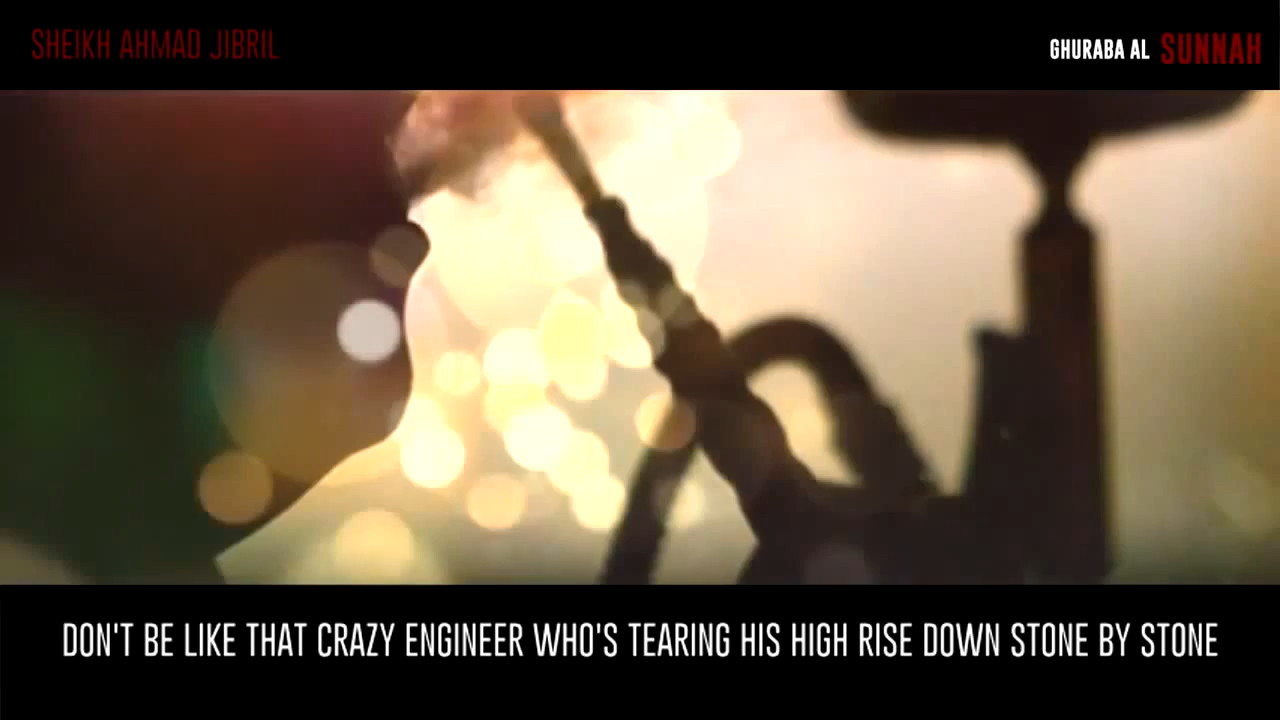 SHEIKH AHMAD JIBRIL
GHURABA AL SUNNAH
DON'T BE LIKE THAT CRAZY ENGINEER WHO'S TEARING HIS HIGH RISE DOWN STONE BY STONE